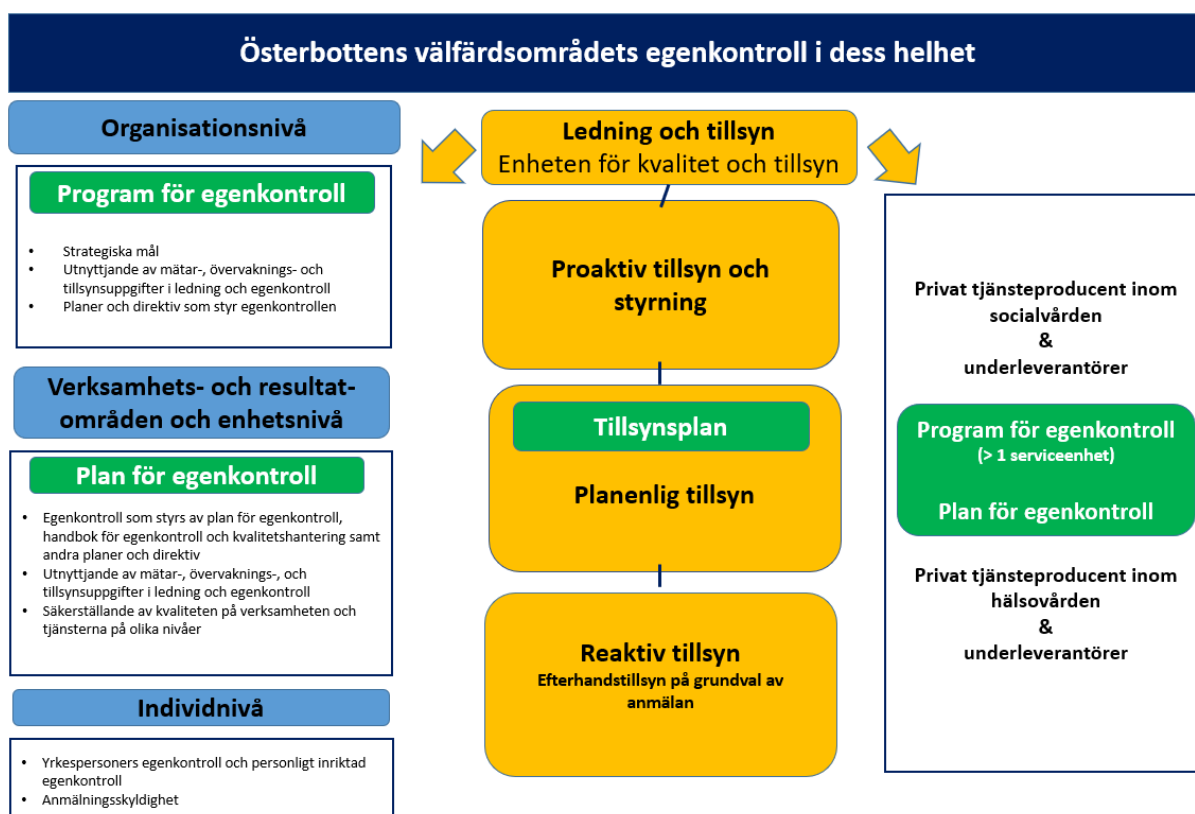 Österbottens välfärdsområdets egenkontroll i dess helhet
Organisationsnivå
Program för egenkontroll
• Strategiska mål
• Utnyttjande av mätar-, övervaknings- och
tillsynsuppgifter i ledning och egenkontroll
• Planer och direktiv som styr egenkontrollen
Verksamhets- och resultat-
områden och enhetsnivå
Plan för egenkontroll
• Egenkontroll som styrs av plan för egenkontroll,
handbok för egenkontroll och kvalitetshantering samt
andra planer och direktiv
• Utnyttjande av mätar-, övervaknings-, och
tillsynsuppgifter i ledning och egenkontroll
• Säkerställande av kvaliteten på verksamheten och
tjänsterna på olika nivåer
Individnivå
• Yrkespersoners egenkontroll och personligt inriktad
egenkontroll
• Anmälningsskyldighet
Ledning och tillsyn
Enheten för kvalitet och tillsyn
Proaktiv tillsyn och
styrning
Tillsynsplan
Planenlig tillsyn
Reaktiv tillsyn
Efterhandstillsyn på grundval av
anmälan
Privat tjänsteproducent inom
socialvården
&
underleverantörer
Program för egenkontroll
(> 1 serviceenhet)
Plan för egenkontroll
Privat tjänsteproducent inom
hälsovården
&
underleverantörer